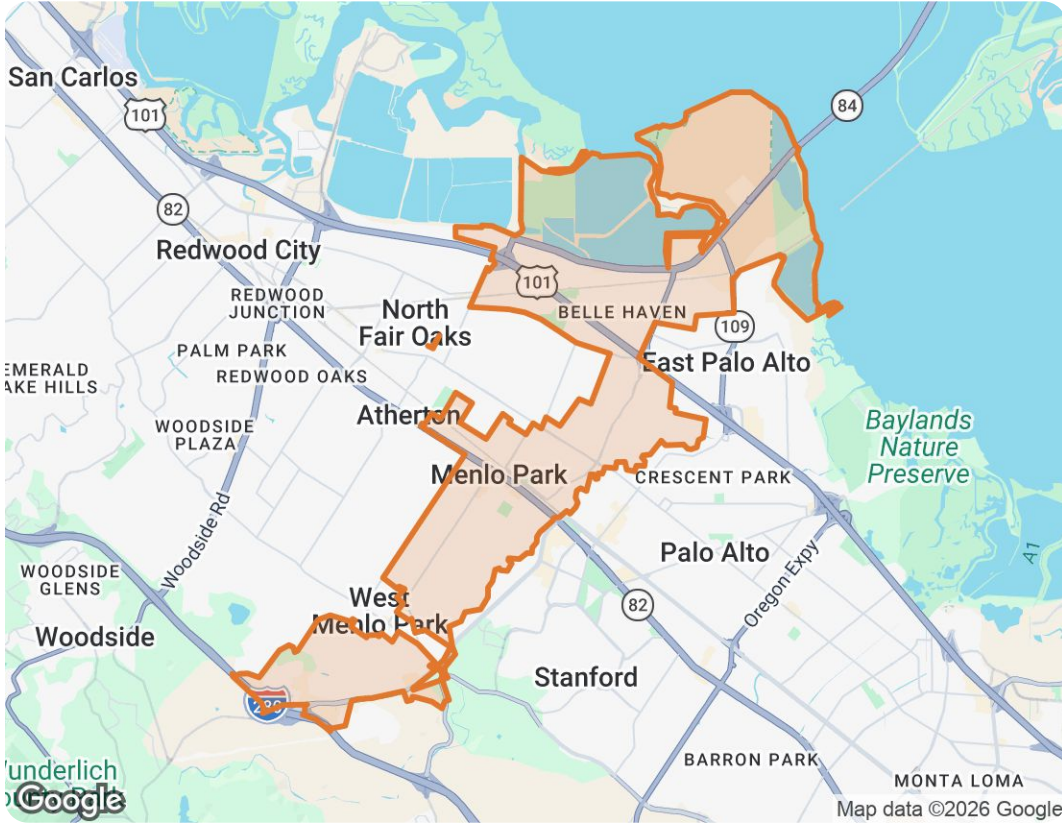 San Carlos
101
84
82
Redwood City
REDWOOD
JUNCTION
North
Fair Oaks
101
BELLE HAVEN
109
East Palo Alto
EMERALD
AKE HILLS
PALM PARK
REDWOOD OAKS
Atherton
WOODSIDE
PLAZA
Baylands
Nature
Preserve
Menlo Park
CRESCENT PARK
Woodside Rd
Palo Alto
Oregon Expy
A1
WOODSIDE
GLENS
West
Menlo Park
82
Woodside
Stanford
280
BARRON PARK
MONTA LOMA
Google
Map data ©2026 Google